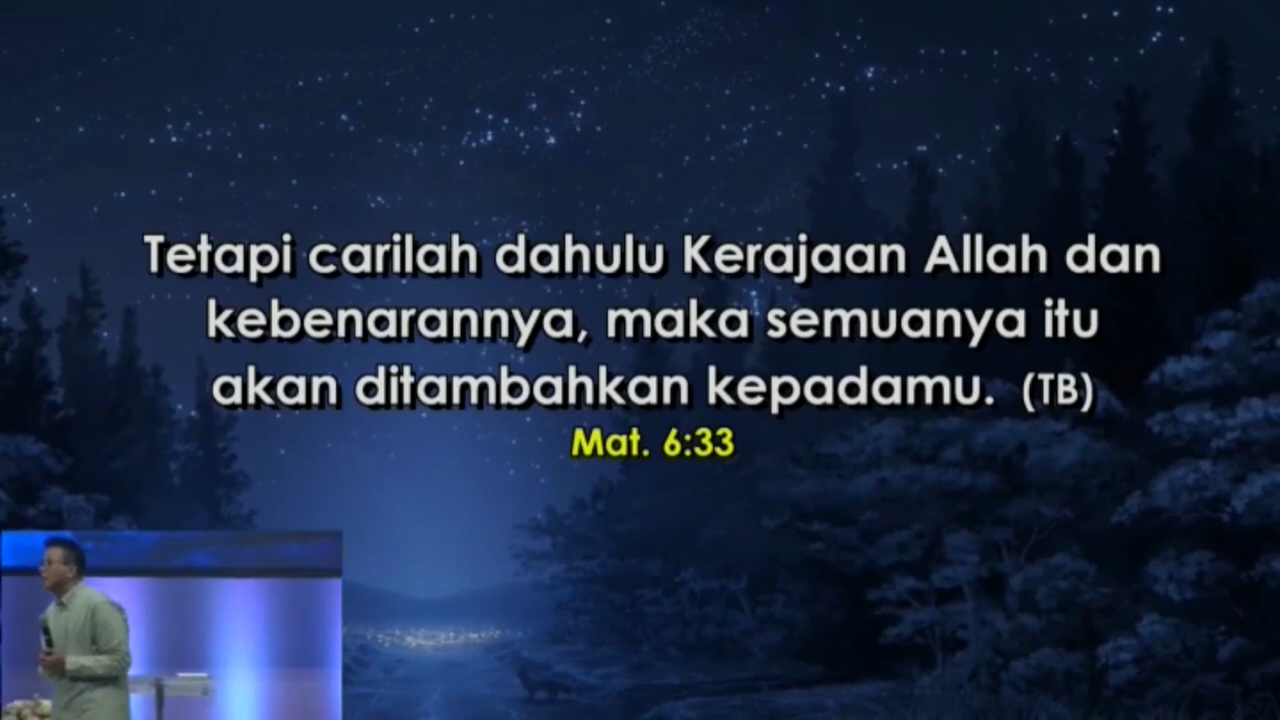 Tetapi carilah dahulu Kerajaan Allah dan
kebenarannya, maka semuanya itu
akan ditambahkan kepadamu. (TB)
Mat. 6:33